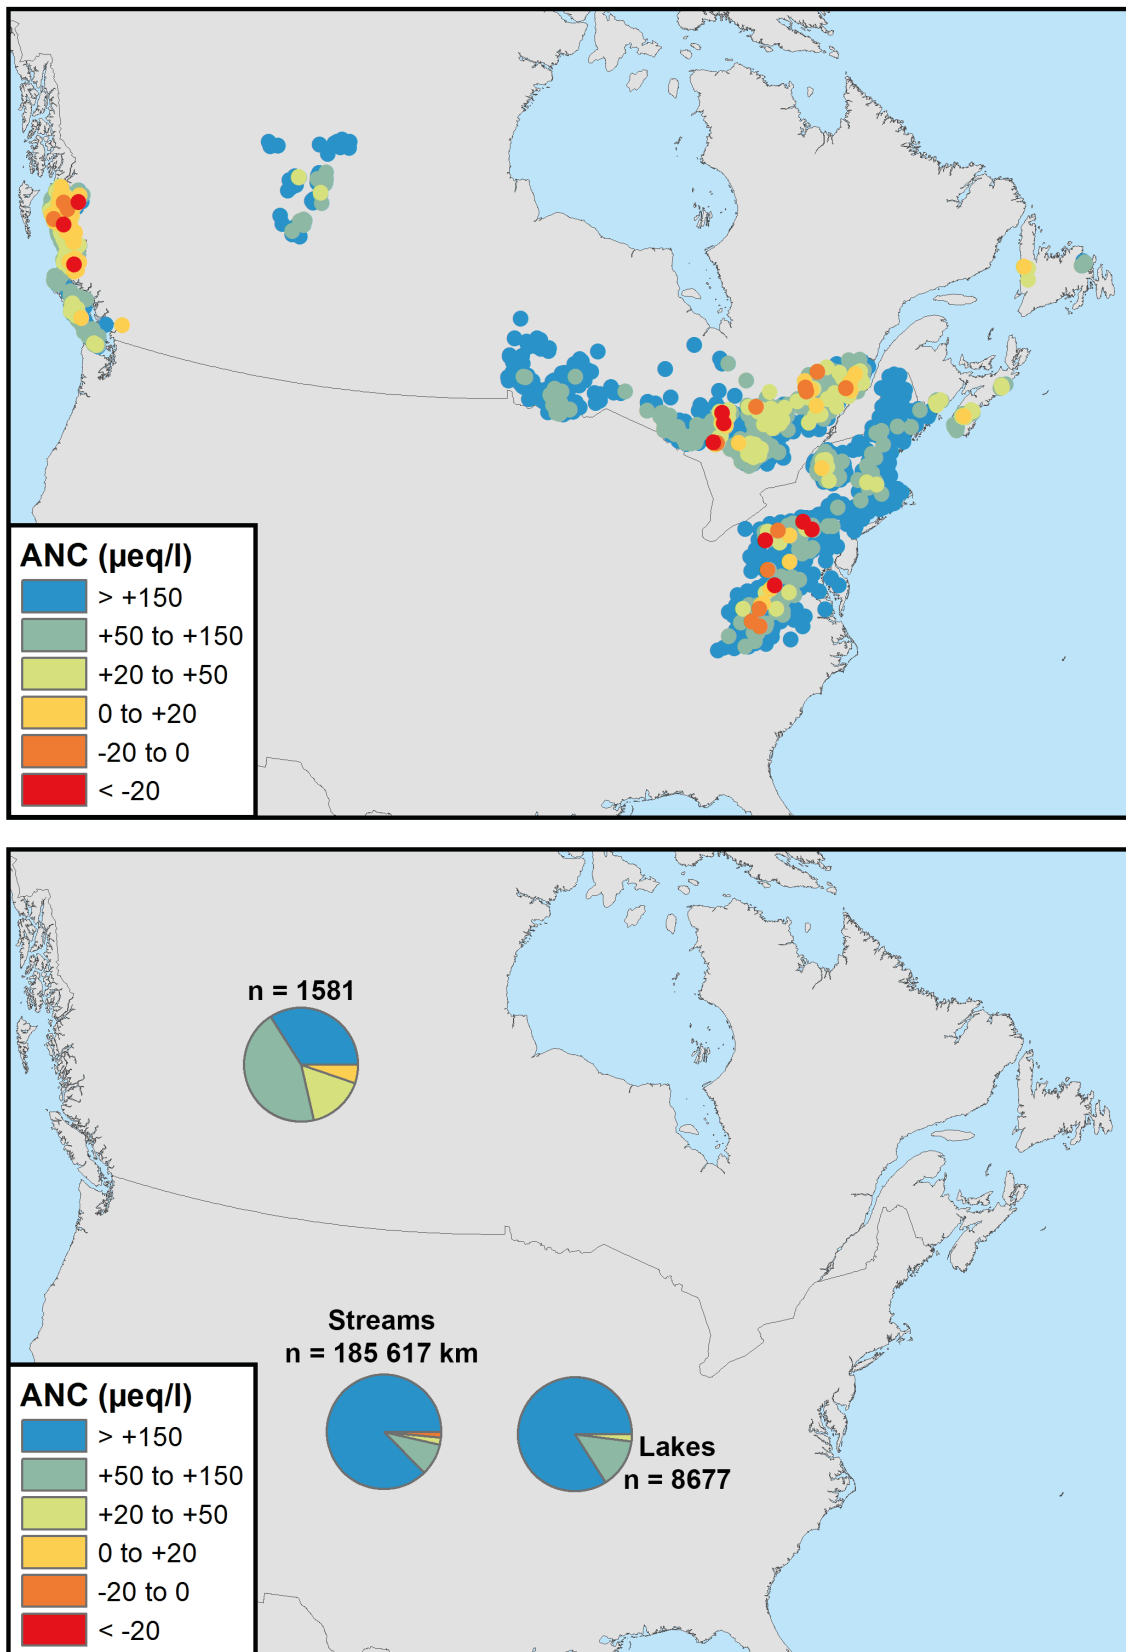 ANC (µeq/l)
> +150
+50 to +150
+20 to +50
0 to +20
-20 to 0
< -20
n = 1581
Streams
n = 185 617 km
Lakes
n = 8677
ANC (µeq/l)
> +150
+50 to +150
+20 to +50
0 to +20
-20 to 0
< -20